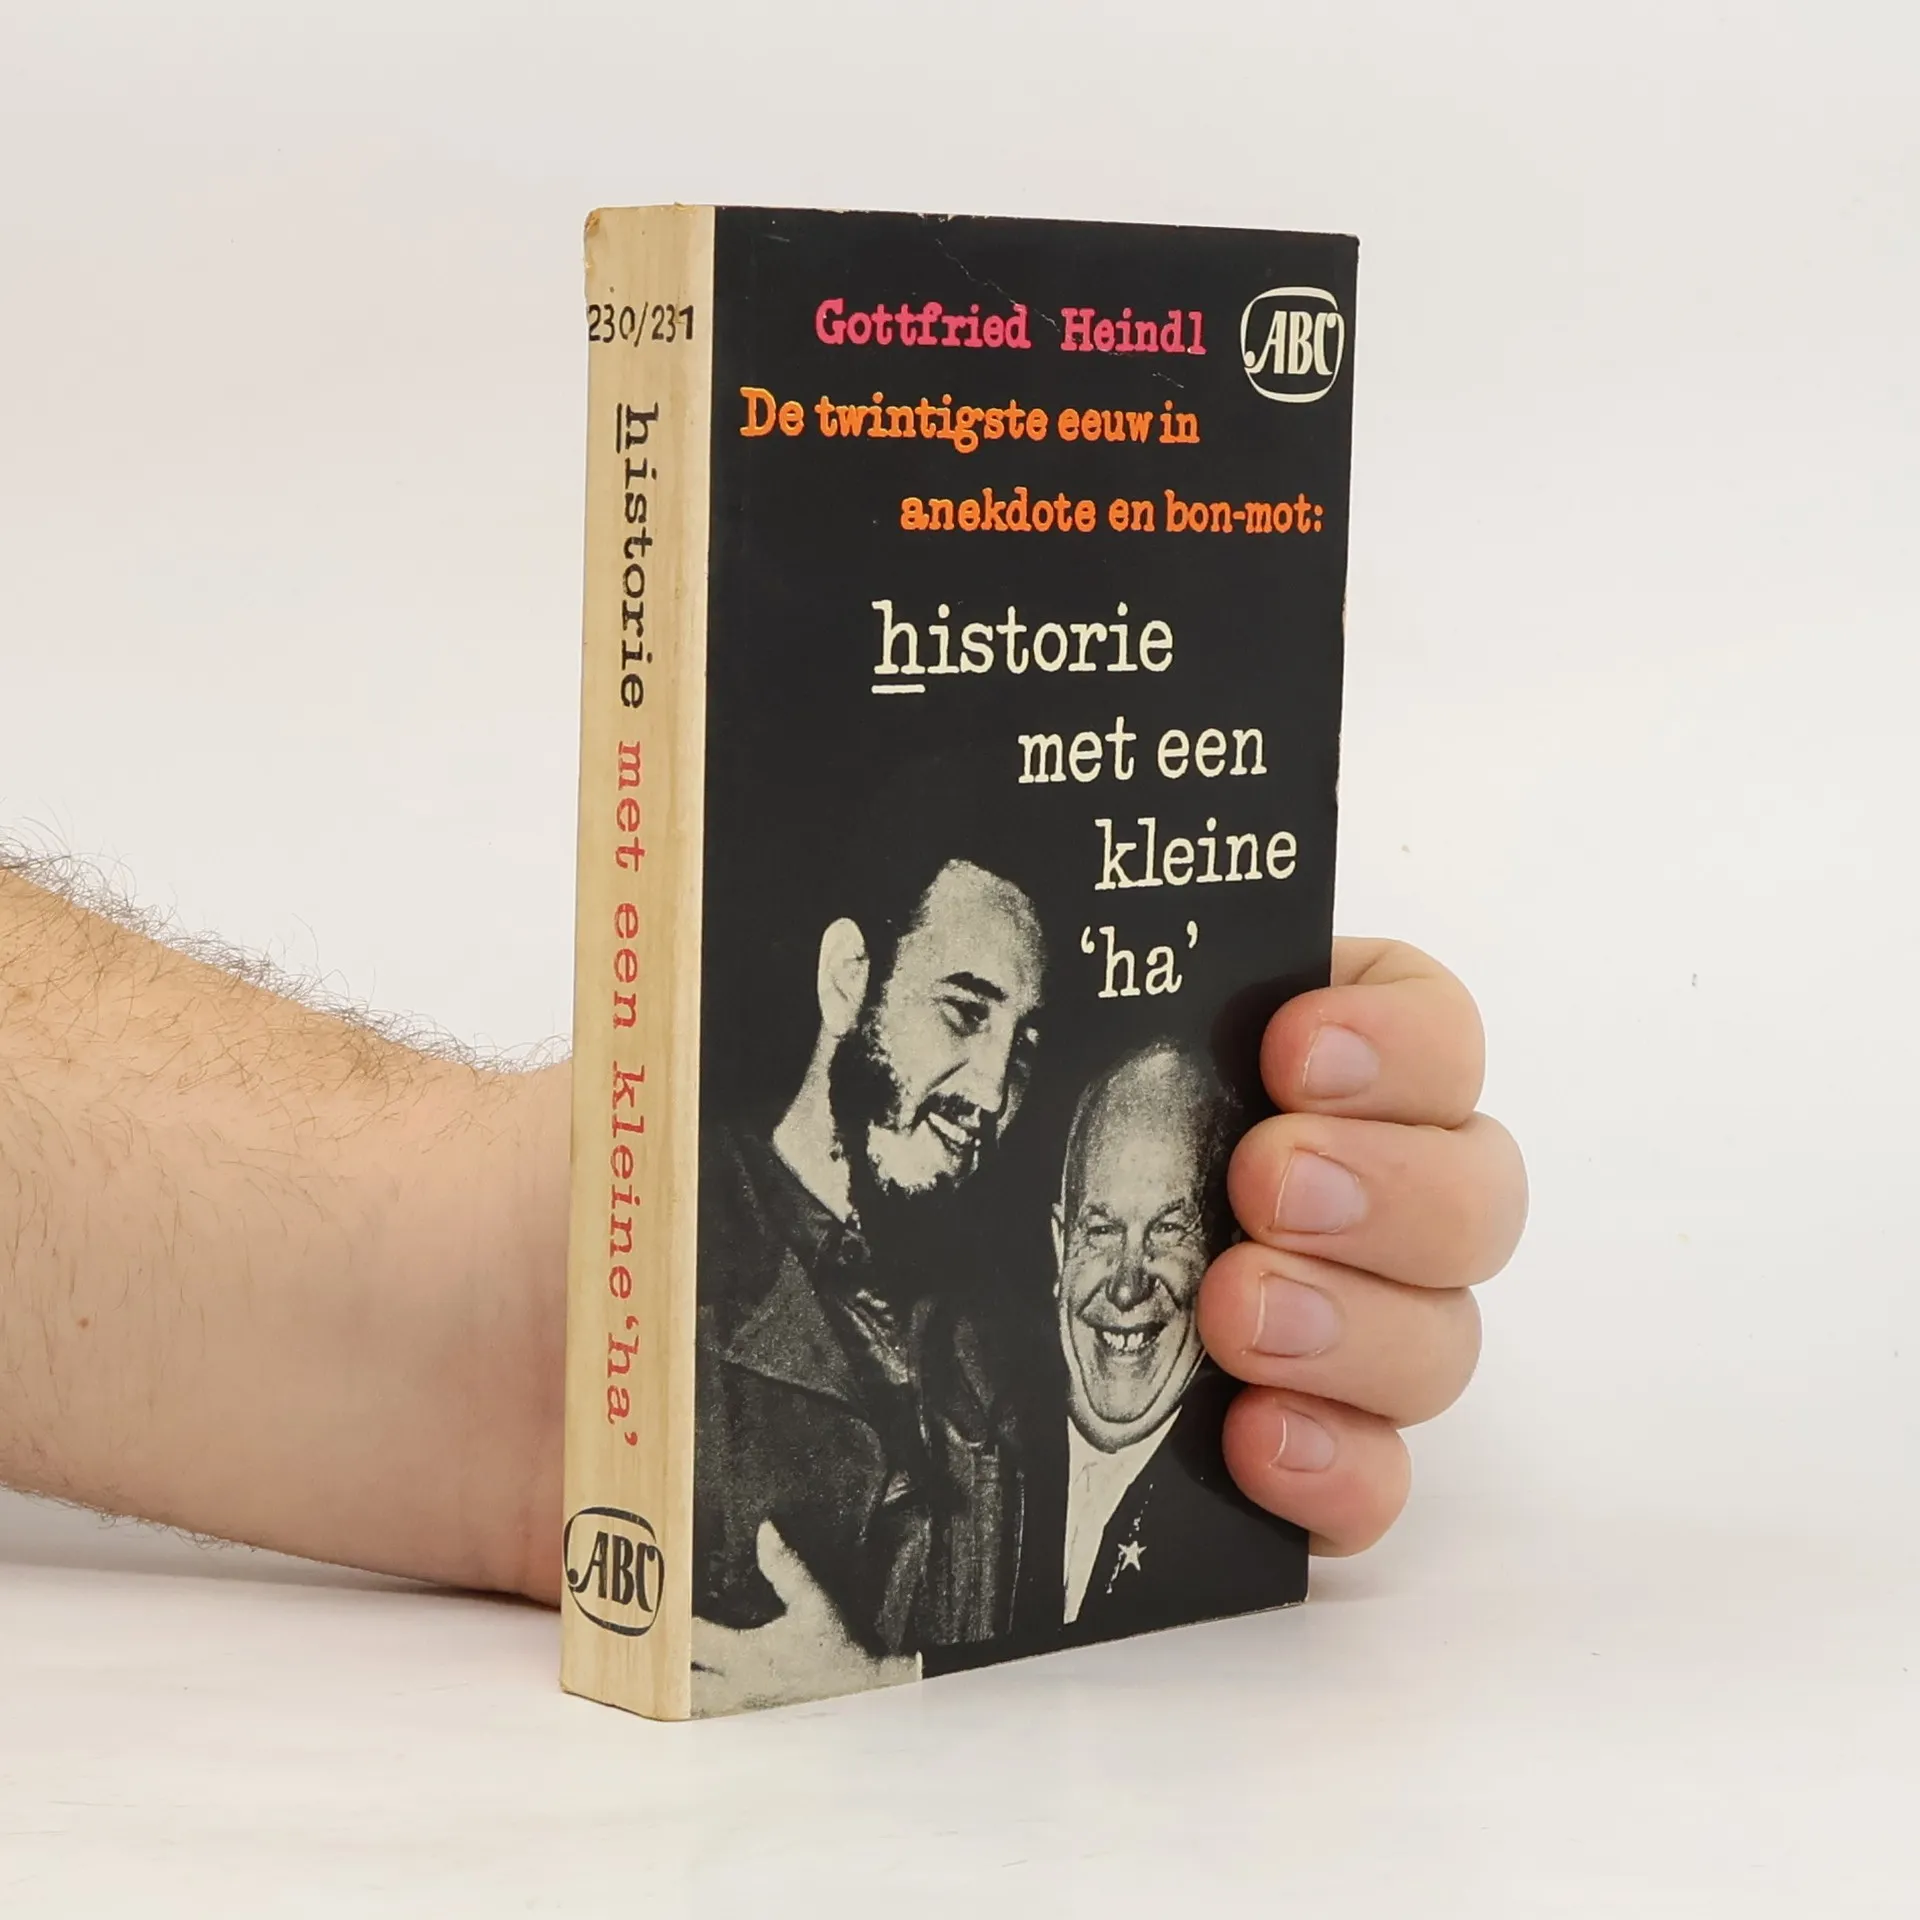 230/231
historie met een kleine ‘ha’
ABC
Gottfried Heindl
ABC
De twintigste eeuw in
anekdote en bon-mot:
historie
met een
kleine
‘ha’